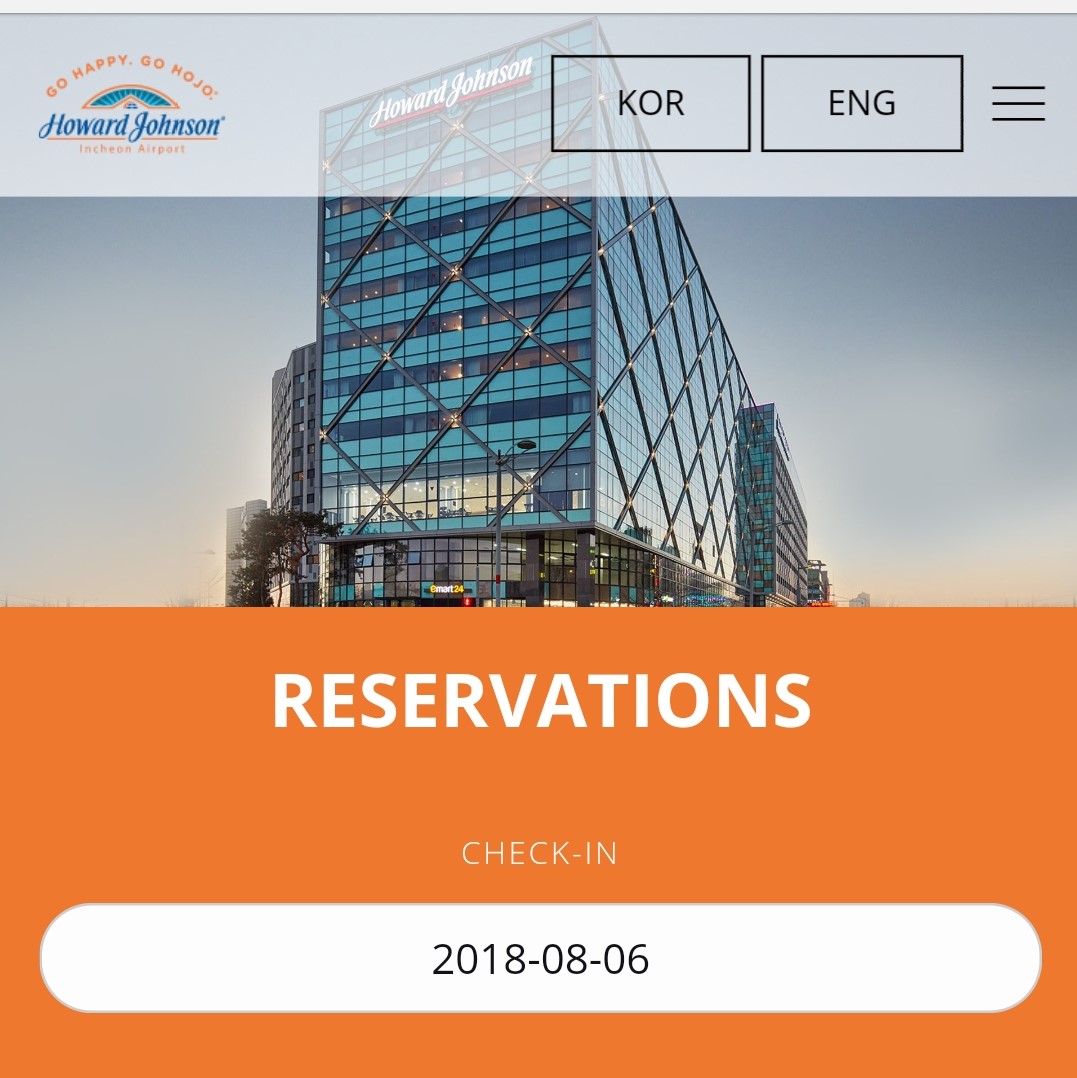 GO HAPPY. GO HOJO.
Howard Johnson
Incheon Airport
Howard Johnson
KOR
ENG
emart24
RESERVATIONS
CHECK-IN
2018-08-06